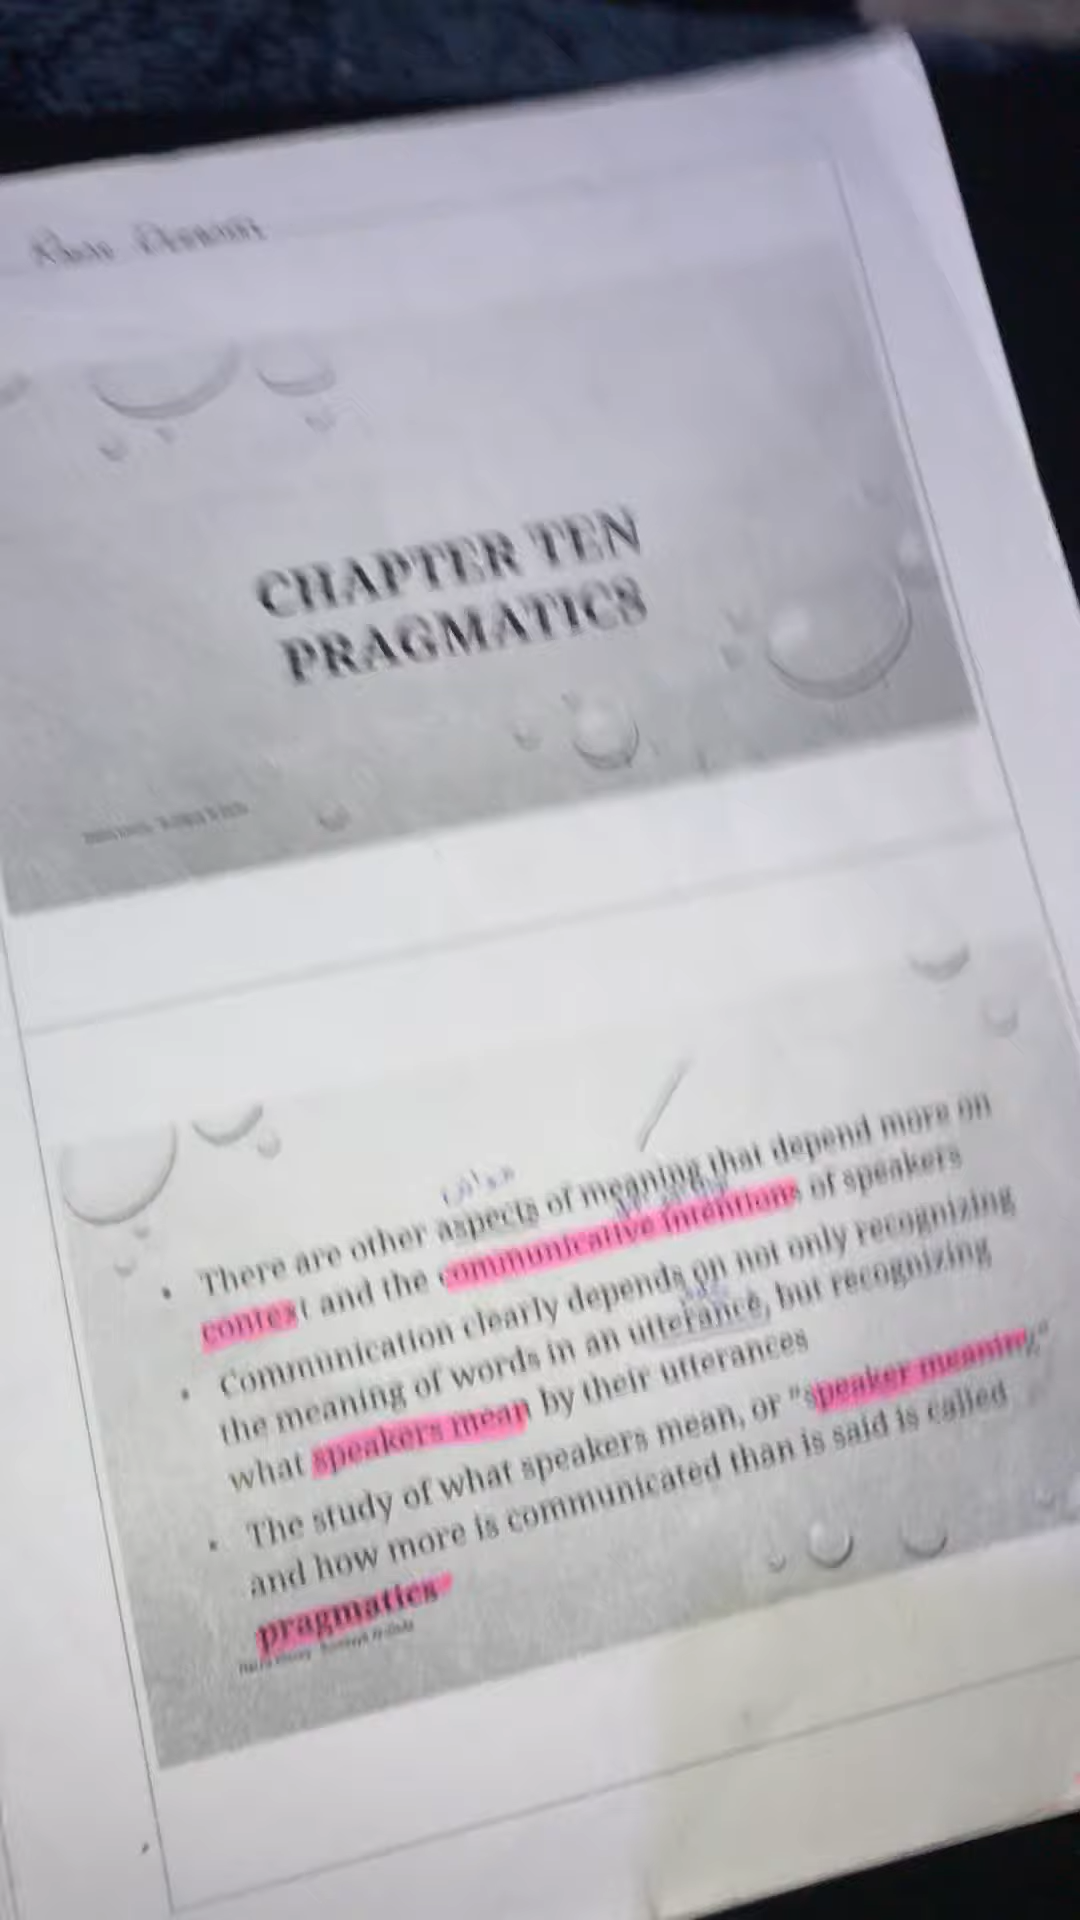 CHAPTER TEN
PRAGMATICS
جوانب
• There are other aspects of meaning that depend more on
context and the communicative intentions of speakers
• Communication clearly depends on not only recognizing
the meaning of words in an utterance, but recognizing
what speakers mean by their utterances
• The study of what speakers mean, or "speaker meaning"
and how more is communicated than is said is called
pragmatics